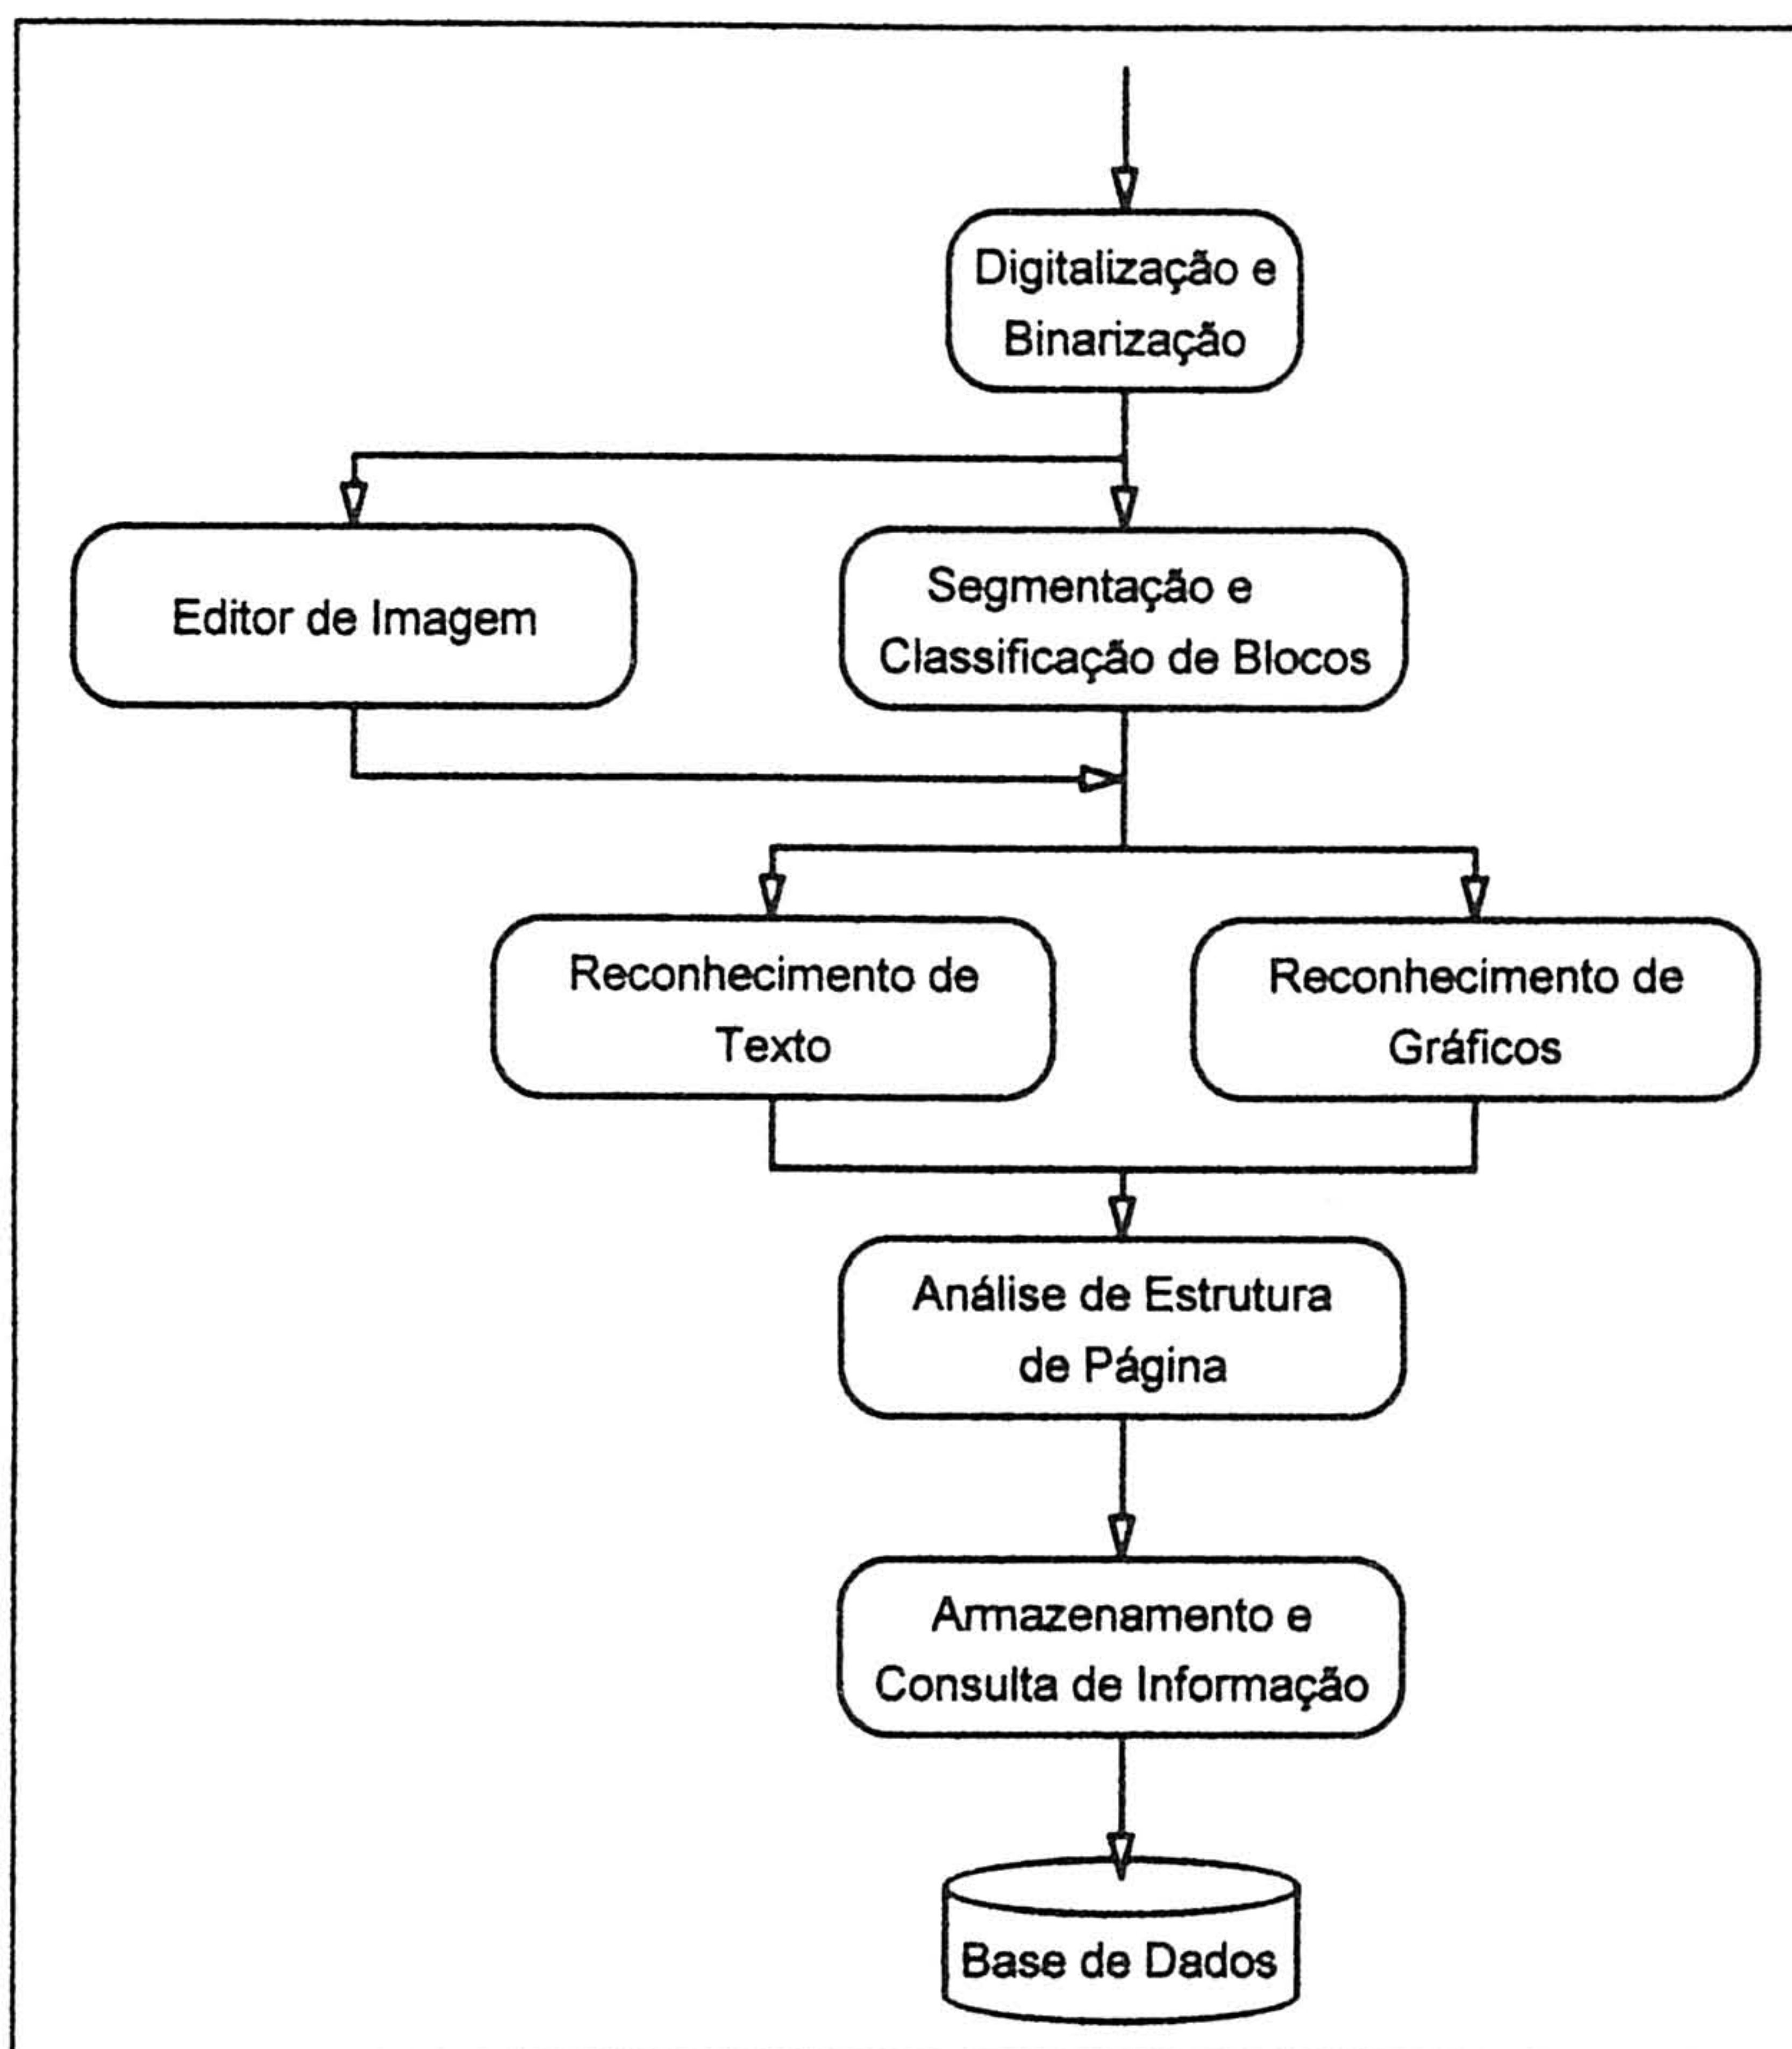 Digitalização e
Binarização
Editor de Imagem
Segmentação e
Classificação de Blocos
Reconhecimento de
Texto
Reconhecimento de
Gráficos
Análise de Estrutura
de Página
Armazenamento e
Consulta de Informação
Base de Dados